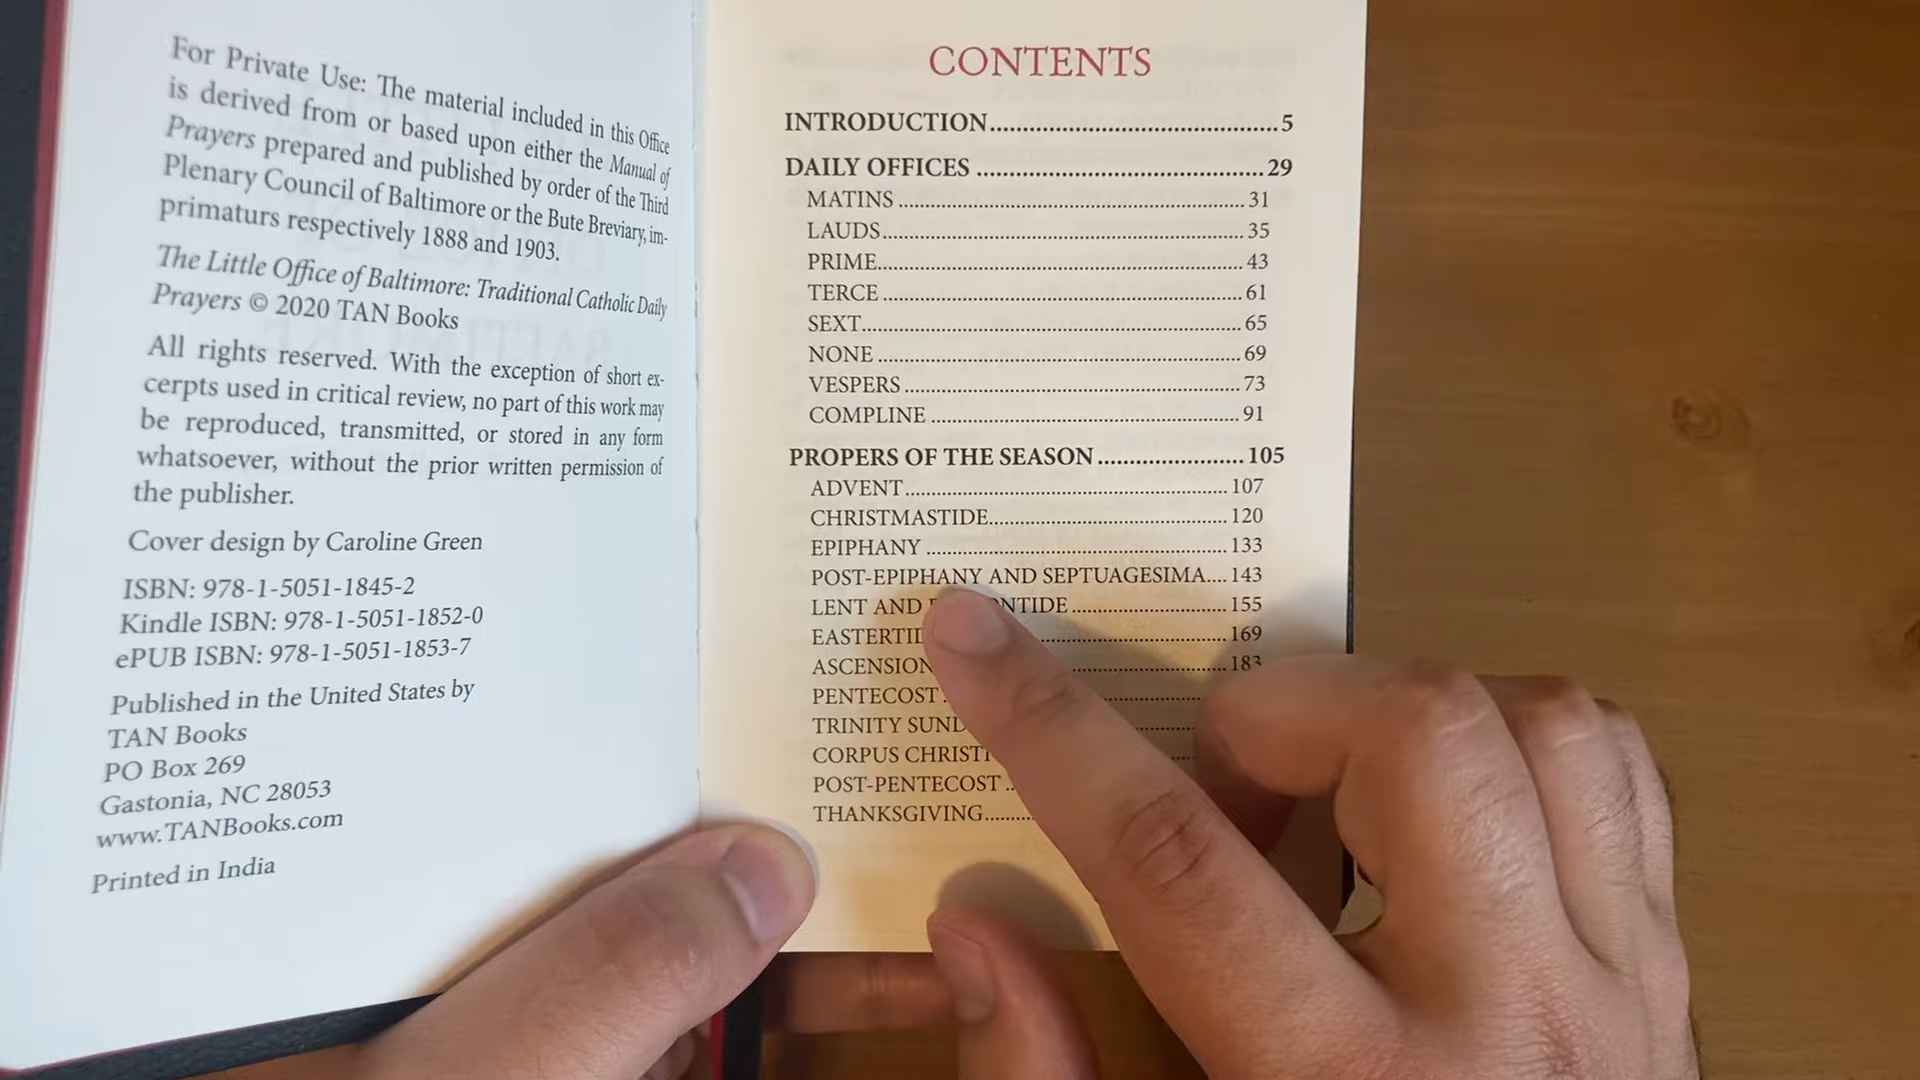 For Private Use: The material included in this Office
is derived from or based upon either the Manual of
Prayers prepared and published by order of the Third
Plenary Council of Baltimore or the Bute Breviary, im-
primaturs respectively 1888 and 1903.
The Little Office of Baltimore: Traditional Catholic Daily
Prayers © 2020 TAN Books
All rights reserved. With the exception of short ex-
cerpts used in critical review, no part of this work may
be reproduced, transmitted, or stored in any form
whatsoever, without the prior written permission of
the publisher.
Cover design by Caroline Green
ISBN: 978-1-5051-1845-2
Kindle ISBN: 978-1-5051-1852-0
ePUB ISBN: 978-1-5051-1853-7
Published in the United States by
TAN Books
PO Box 269
Gastonia, NC 28053
www.TANBooks.com
Printed in India
CONTENTS
INTRODUCTION 5
DAILY OFFICES 29
MATINS 31
LAUDS 35
PRIME 43
TERCE 61
SEXT 65
NONE 69
VESPERS 73
COMPLINE 91
PROPERS OF THE SEASON 105
ADVENT 107
CHRISTMASTIDE 120
EPIPHANY 133
POST-EPIPHANY AND SEPTUAGESIMA 143
LENT AND 155
169
ASCENSION 183
PENTECOST
TRINITY
CORPUS CHRISTI
POST-PENTECOST
THANKSGIVING